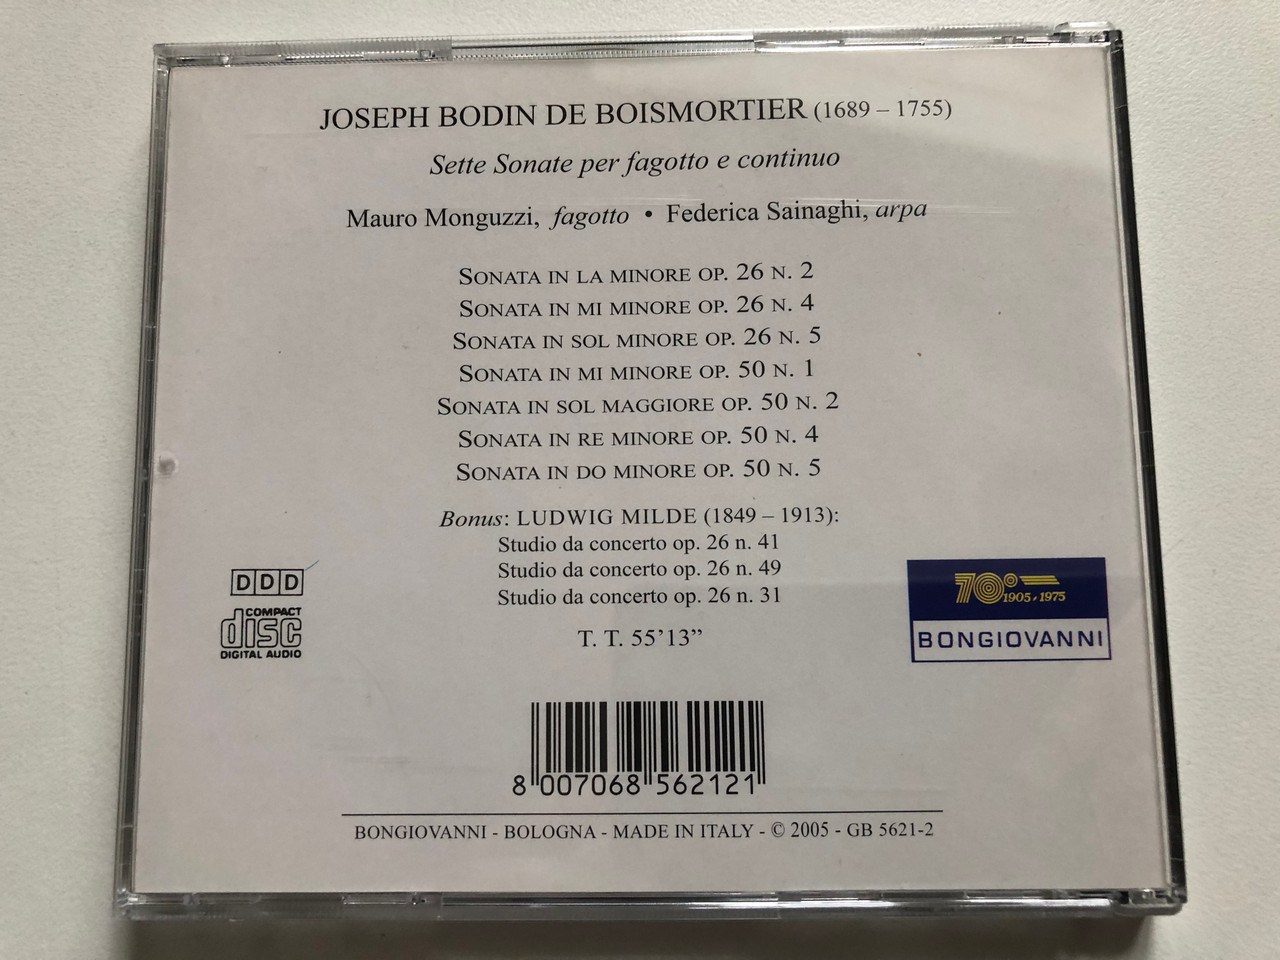 JOSEPH BODIN DE BOISMORTIER (1689 – 1755)
Sette Sonate per fagotto e continuo
Mauro Monguzzi, fagotto • Federica Sainaghi, arpa
SONATA IN LA MINORE OP. 26 N. 2
SONATA IN MI MINORE OP. 26 N. 4
SONATA IN SOL MINORE OP. 26 N. 5
SONATA IN MI MINORE OP. 50 N. 1
SONATA IN SOL MAGGIORE OP. 50 N. 2
SONATA IN RE MINORE OP. 50 N. 4
SONATA IN DO MINORE OP. 50 N. 5
Bonus: LUDWIG MILDE (1849 – 1913):
Studio da concerto op. 26 n. 41
Studio da concerto op. 26 n. 49
Studio da concerto op. 26 n. 31
T. T. 55’13”
DDD
COMPACT
disc
DIGITAL AUDIO
70°
1905-1975
BONGIOVANNI
8 007068 562121
BONGIOVANNI - BOLOGNA - MADE IN ITALY - © 2005 - GB 5621-2